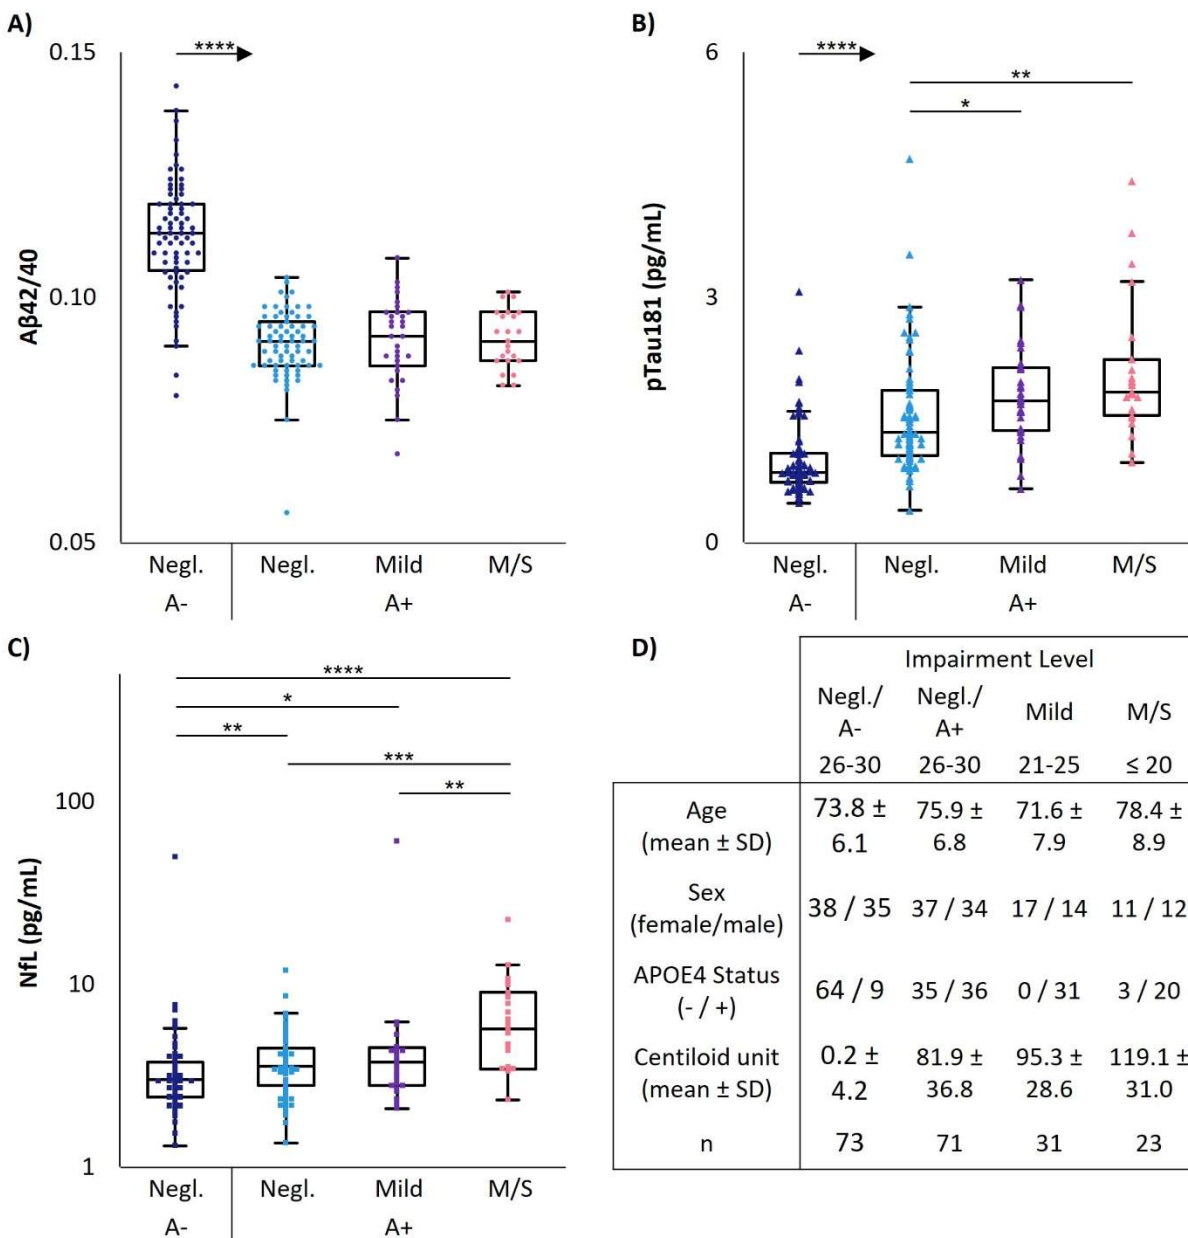 A)
****
0.15
0.10
0.05
Aβ42/40
Negl. Negl. Mild M/S
A- A+
B)
****
**
*
6
3
0
pTau181 (pg/mL)
Negl. Negl. Mild M/S
A- A+
C)
****
*
**
***
**
100
10
1
NfL (pg/mL)
Negl. Negl. Mild M/S
A- A+
D)
Impairment Level
Negl./ Negl./ Mild M/S
A- A+
26-30 26-30 21-25 ≤ 20
Age 73.8 ± 75.9 ± 71.6 ± 78.4 ±
(mean ± SD) 6.1 6.8 7.9 8.9
Sex
(female/male) 38 / 35 37 / 34 17 / 14 11 / 12
APOE4 Status
(- / +) 64 / 9 35 / 36 0 / 31 3 / 20
Centiloid unit 0.2 ± 81.9 ± 95.3 ± 119.1 ±
(mean ± SD) 4.2 36.8 28.6 31.0
n 73 71 31 23